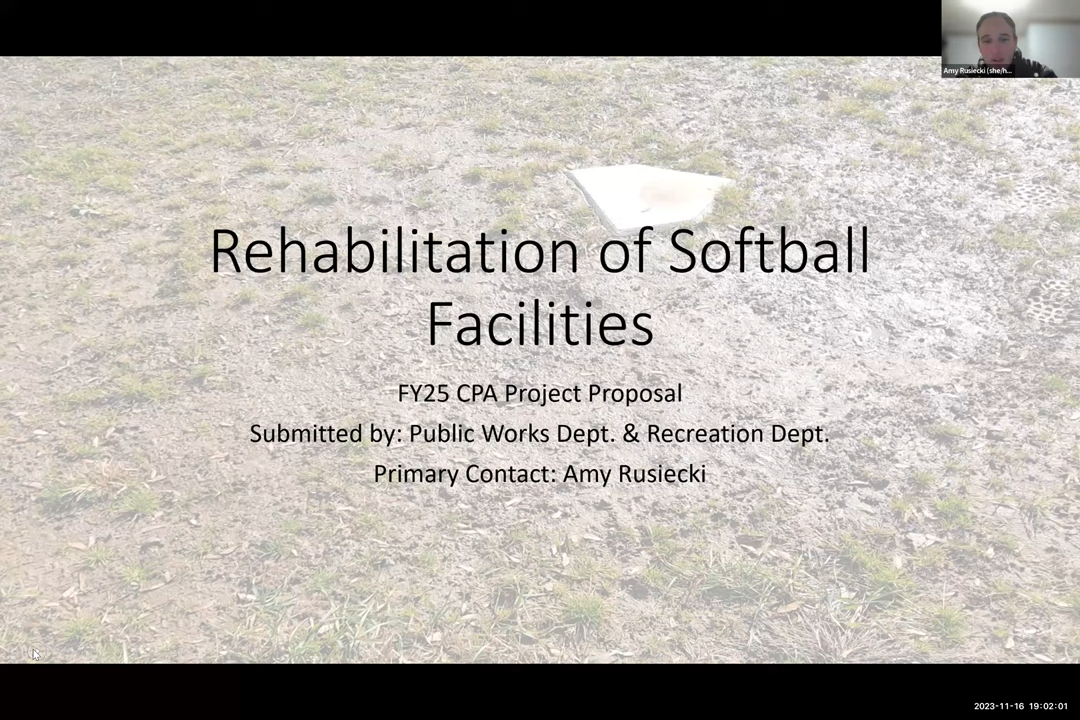 Amy Rusiecki (she/h...
Rehabilitation of Softball
Facilities
FY25 CPA Project Proposal
Submitted by: Public Works Dept. & Recreation Dept.
Primary Contact: Amy Rusiecki
2023-11-16 19:02:01